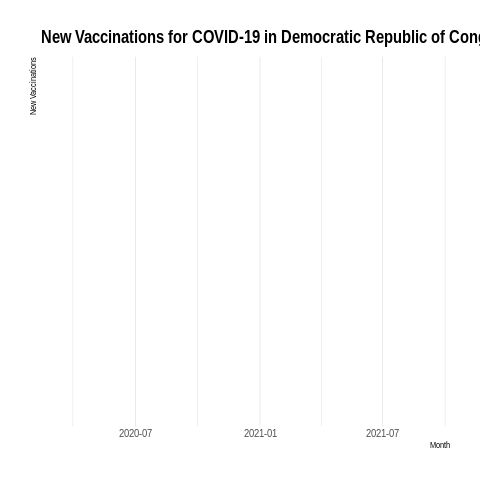 New Vaccinations for COVID-19 in Democratic Republic of Cong
New Vaccinations
2020-07 2021-01 2021-07
Month